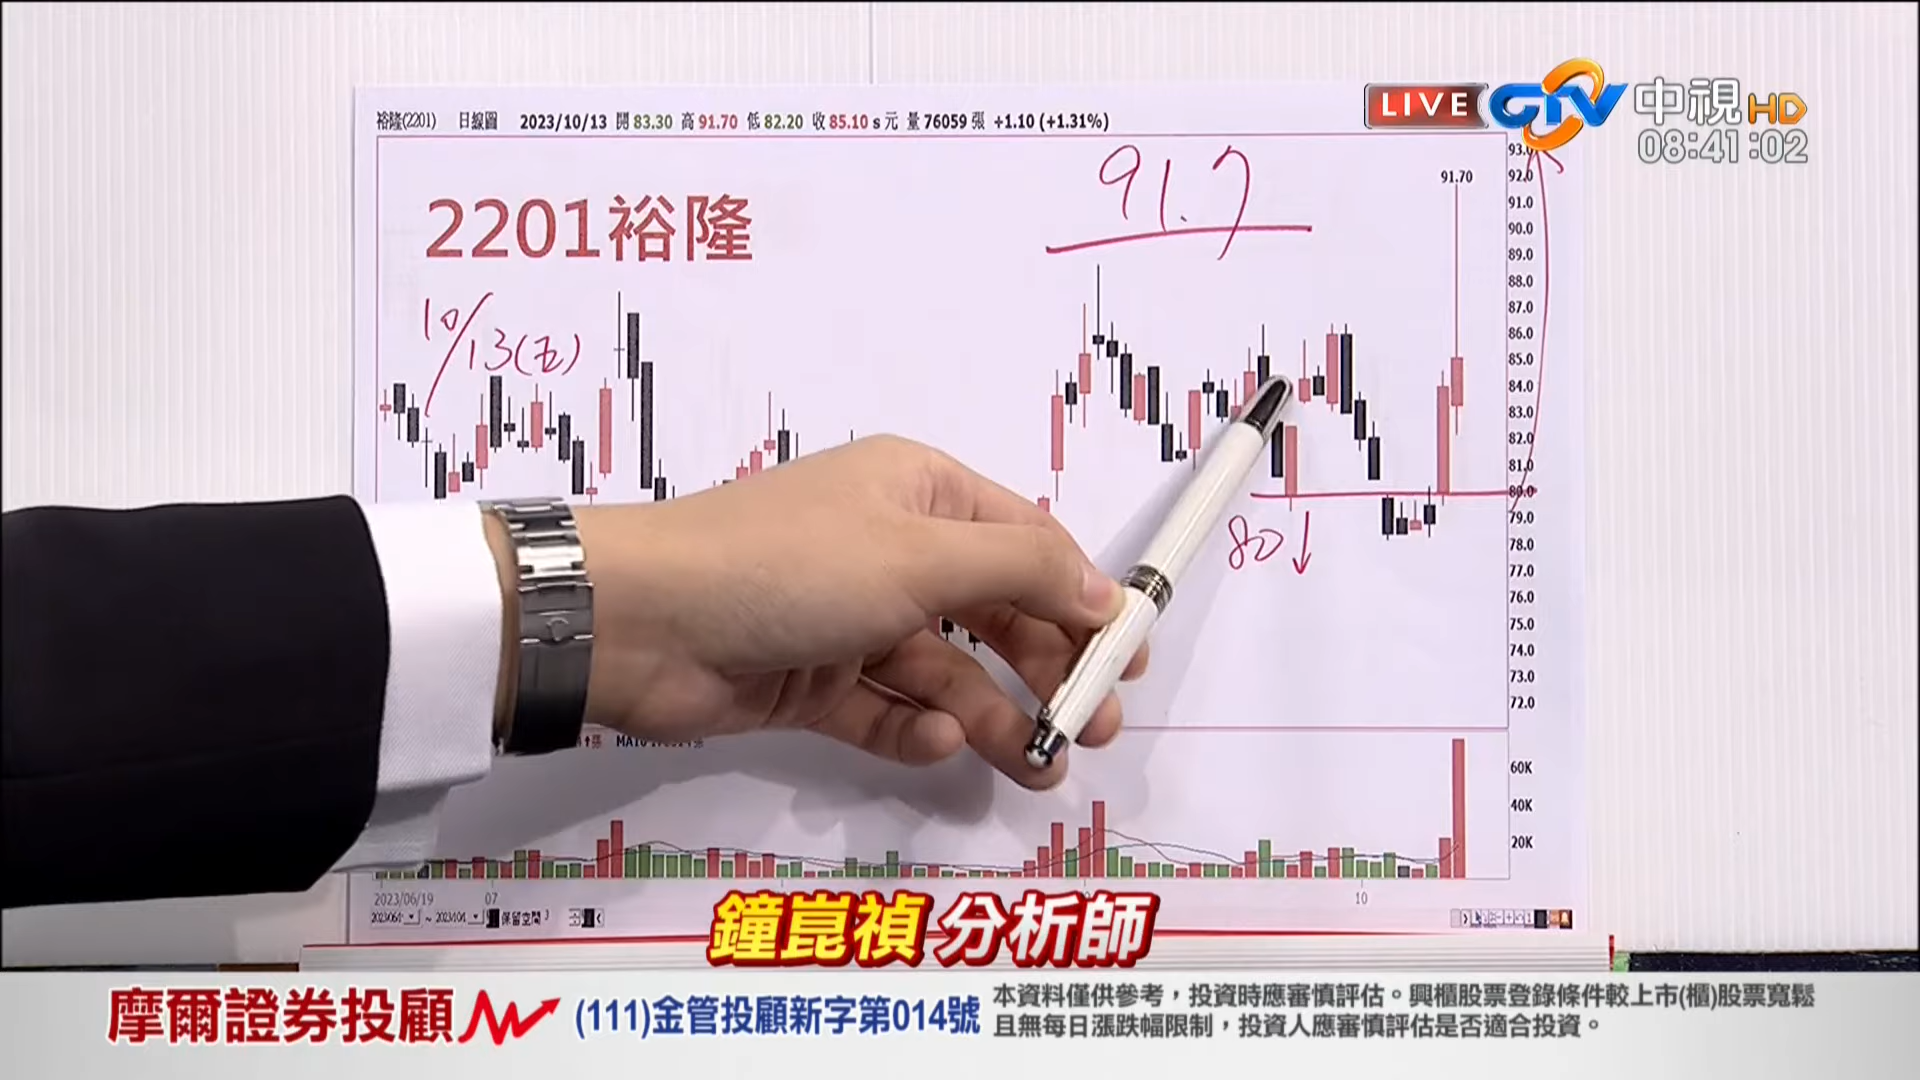 裕隆(2201) 日線圖 2023/10/13 開 83.30 高 91.70 低 82.20 收 85.10 s 元 量 76059 張 +1.10 (+1.31%)
LIVE
CTV
中視HD
08:41:02
2201裕隆
91.7
10/13(五)
80↓
91.70
93.0
92.0
91.0
90.0
89.0
88.0
87.0
86.0
85.0
84.0
83.0
82.0
81.0
80.0
79.0
78.0
77.0
76.0
75.0
74.0
73.0
72.0
60K
40K
20K
2023/06/19
07
10
保留空間
鐘崑禎 分析師
摩爾證券投顧
(111)金管投顧新字第014號
本資料僅供參考，投資時應審慎評估。興櫃股票登錄條件較上市(櫃)股票寬鬆
且無每日漲跌幅限制，投資人應審慎評估是否適合投資。